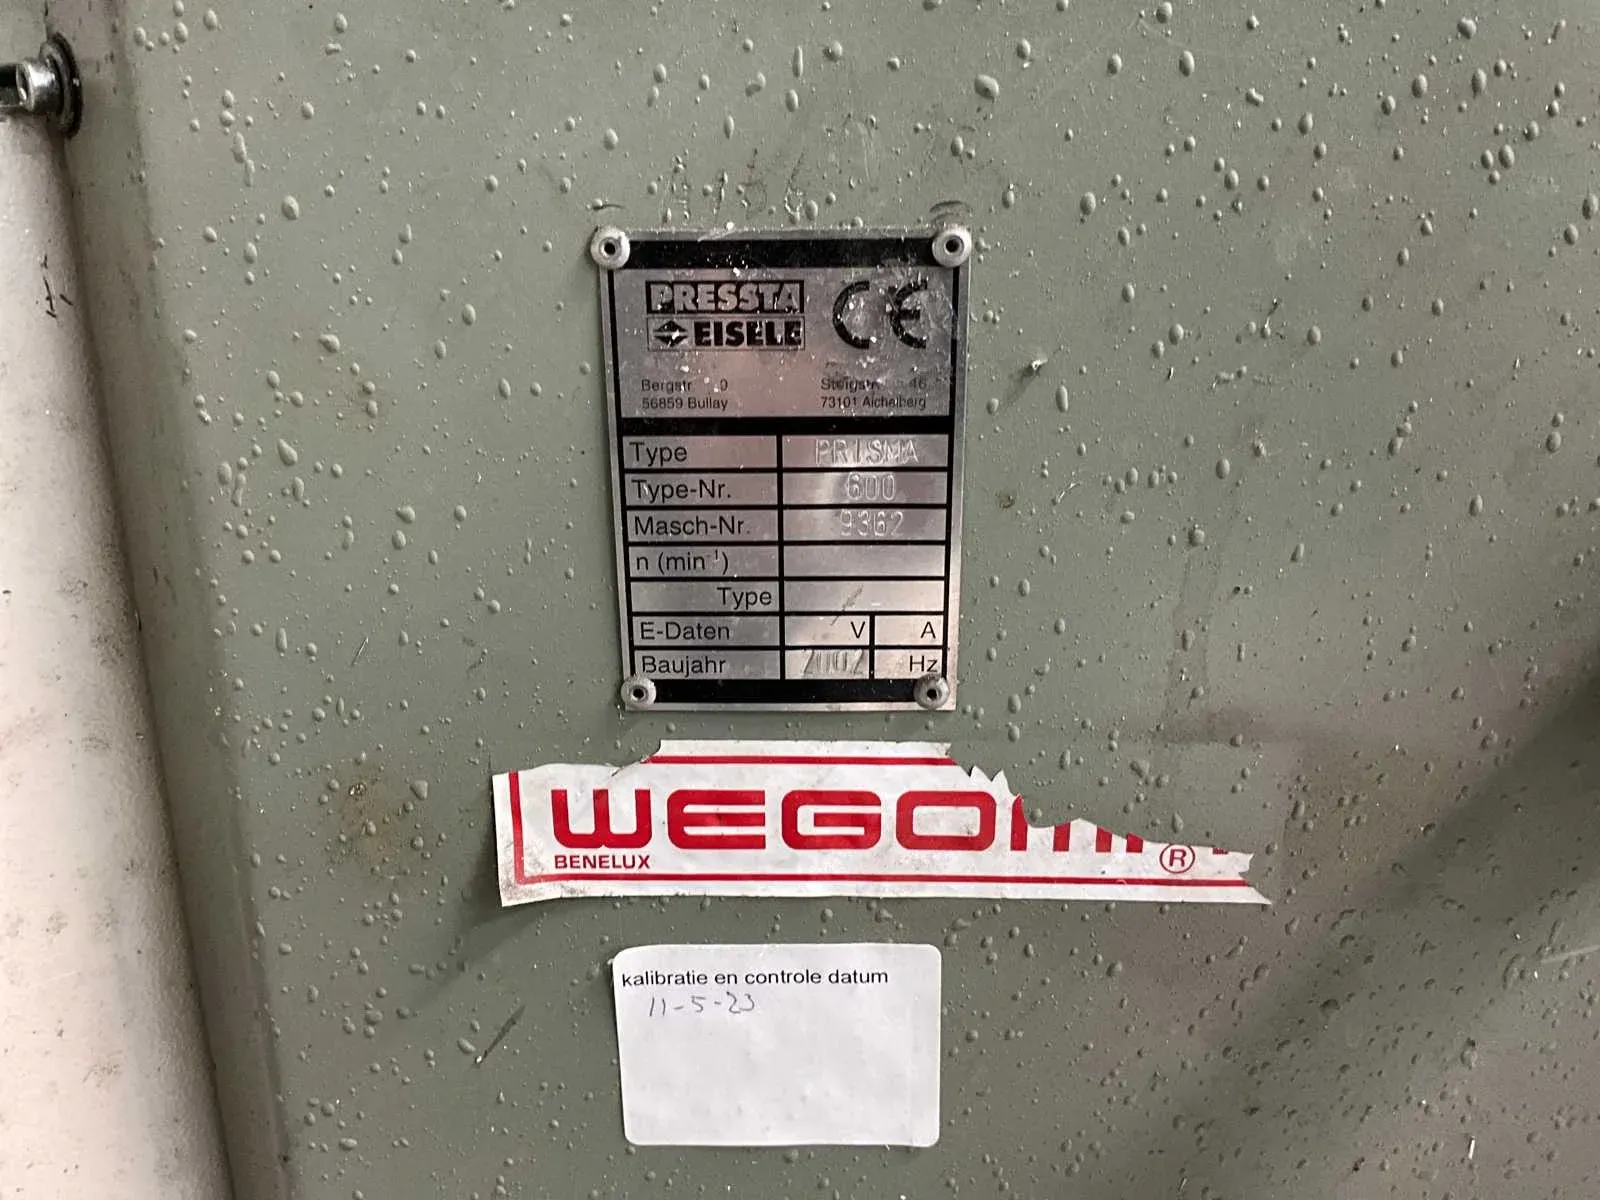 PRESSTA
EISELE
CE
Bergstr
56859 Bullay
46
73101 Aichelberg
Type PRISMA
Type-Nr. 600
Masch-Nr. 9362
n (min⁻¹)
Type
E-Daten V A
Baujahr 2002 Hz
WEGO
®
BENELUX
kalibratie en controle datum
11-5-23